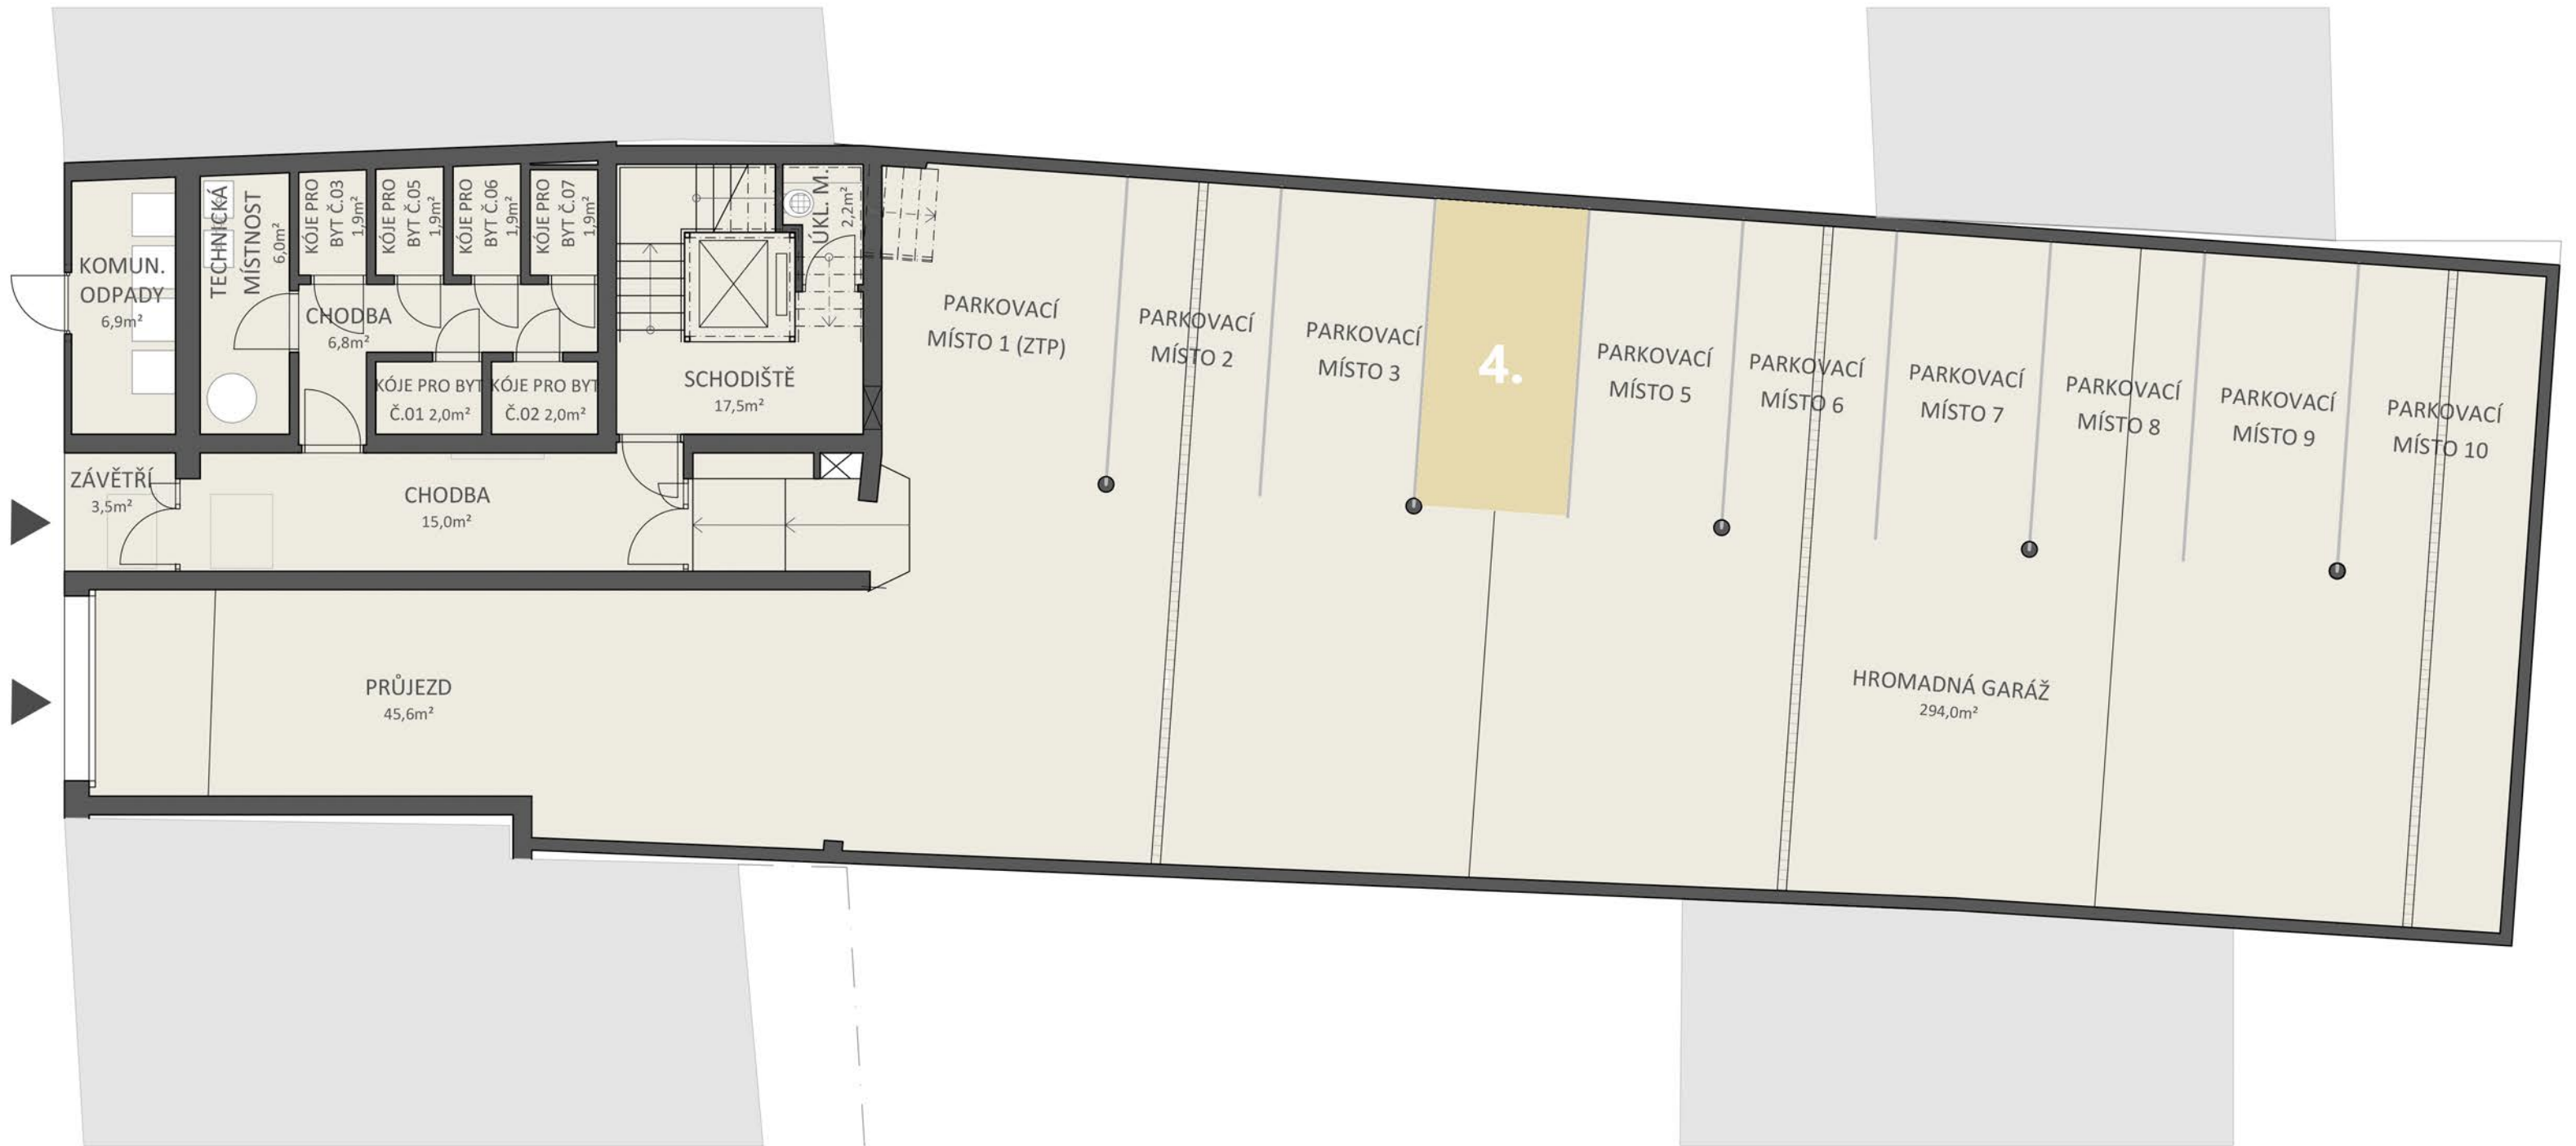 KOMUN.
ODPADY
6,9m²
TECHNICKÁ
MÍSTNOST
6,0m²
KÓJE PRO
BYT Č.03
1,9m²
KÓJE PRO
BYT Č.05
1,9m²
KÓJE PRO
BYT Č.06
1,9m²
KÓJE PRO
BYT Č.07
1,9m²
CHODBA
6,8m²
KÓJE PRO BYT
Č.01 2,0m²
KÓJE PRO BYT
Č.02 2,0m²
SCHODIŠTĚ
17,5m²
ÚKL. M.
2,2m²
ZÁVĚTŘÍ
3,5m²
CHODBA
15,0m²
PRŮJEZD
45,6m²
PARKOVACÍ
MÍSTO 1 (ZTP)
PARKOVACÍ
MÍSTO 2
PARKOVACÍ
MÍSTO 3
4.
PARKOVACÍ
MÍSTO 5
PARKOVACÍ
MÍSTO 6
PARKOVACÍ
MÍSTO 7
PARKOVACÍ
MÍSTO 8
PARKOVACÍ
MÍSTO 9
PARKOVACÍ
MÍSTO 10
HROMADNÁ GARÁŽ
294,0m²